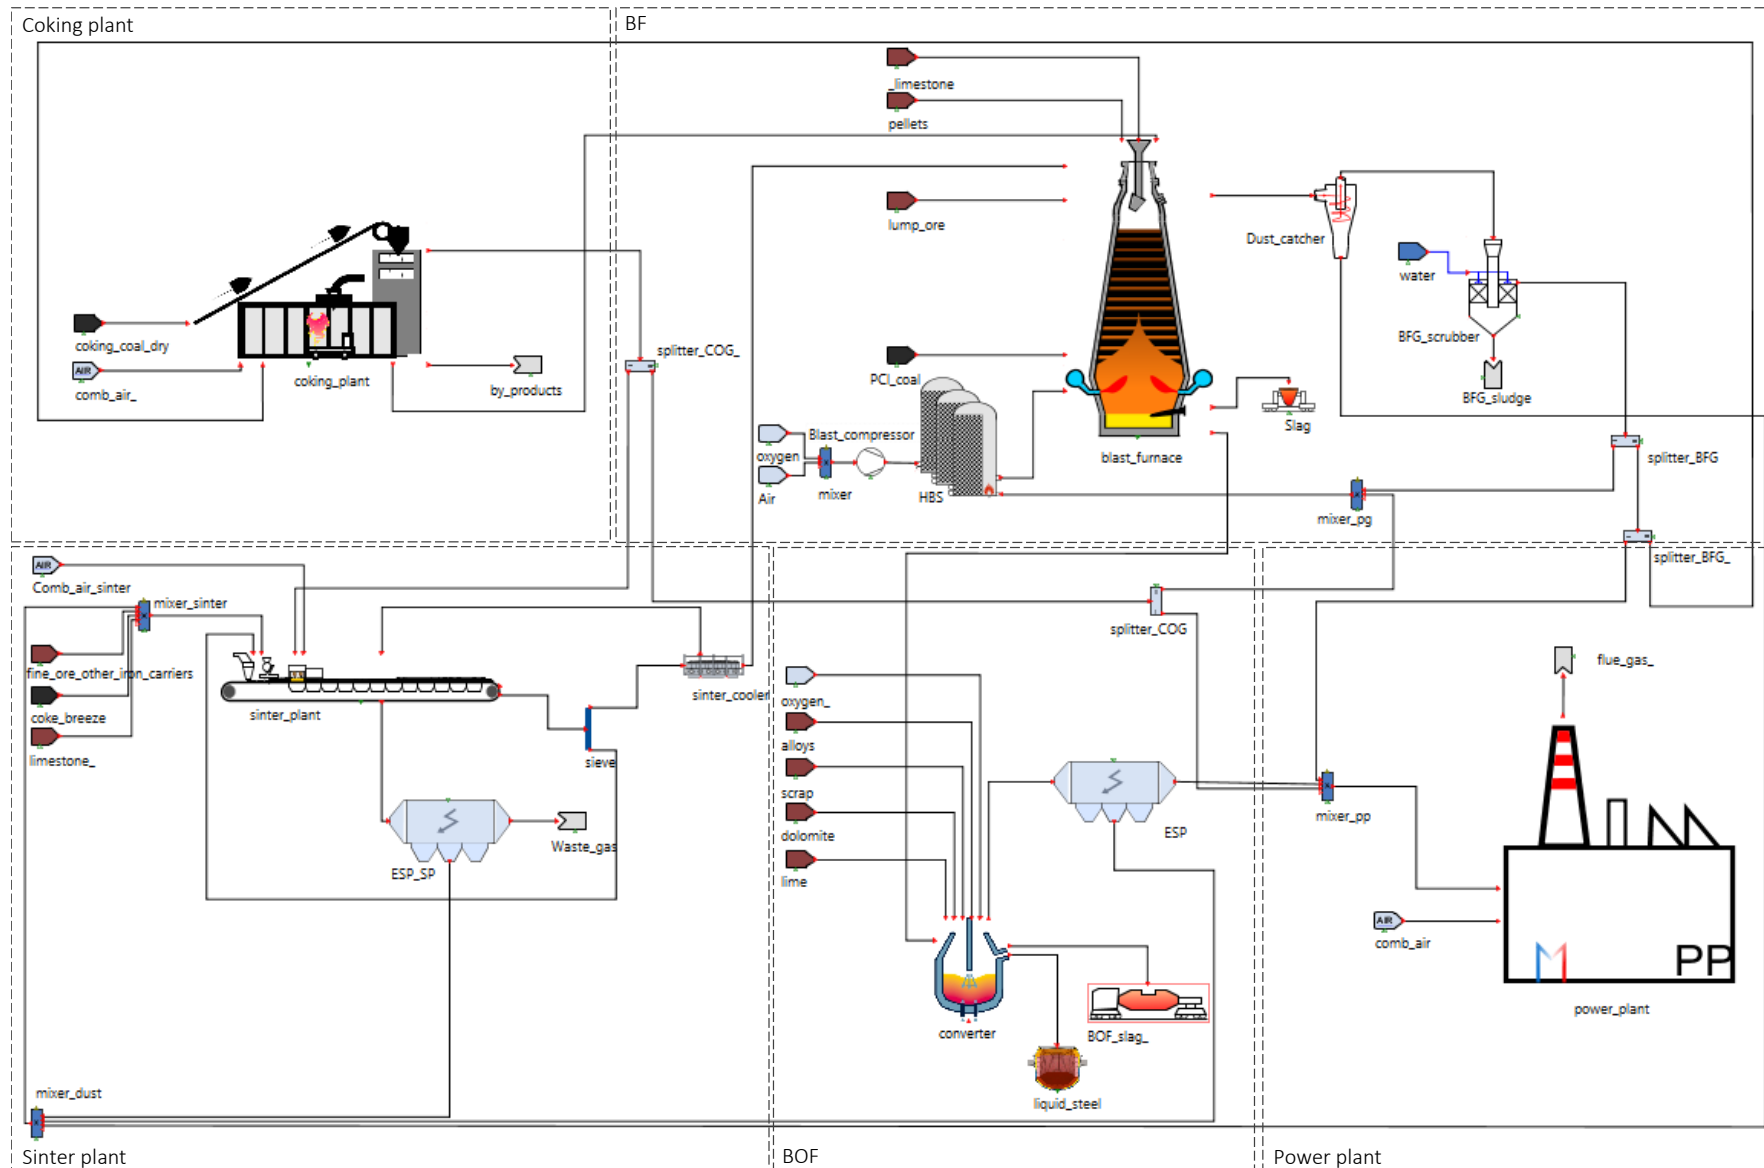 Coking plant
BF
_limestone
pellets
lump_ore
Dust_catcher
water
BFG_scrubber
BFG_sludge
coking_coal_dry
AIR
comb_air_
coking_plant
by_products
splitter_COG_
PCI_coal
Blast_compressor
oxygen
Air
mixer
HBS
blast_furnace
Slag
splitter_BFG
mixer_pg
splitter_BFG_
AIR
Comb_air_sinter
mixer_sinter
fine_ore_other_iron_carriers
coke_breeze
limestone_
sinter_plant
sieve
sinter_cooler
ESP_SP
Waste_gas
mixer_dust
Sinter plant
splitter_COG
oxygen_
alloys
scrap
dolomite
lime
ESP
converter
BOF_slag_
liquid_steel
BOF
flue_gas_
mixer_pp
AIR
comb_air
M
PP
power_plant
Power plant